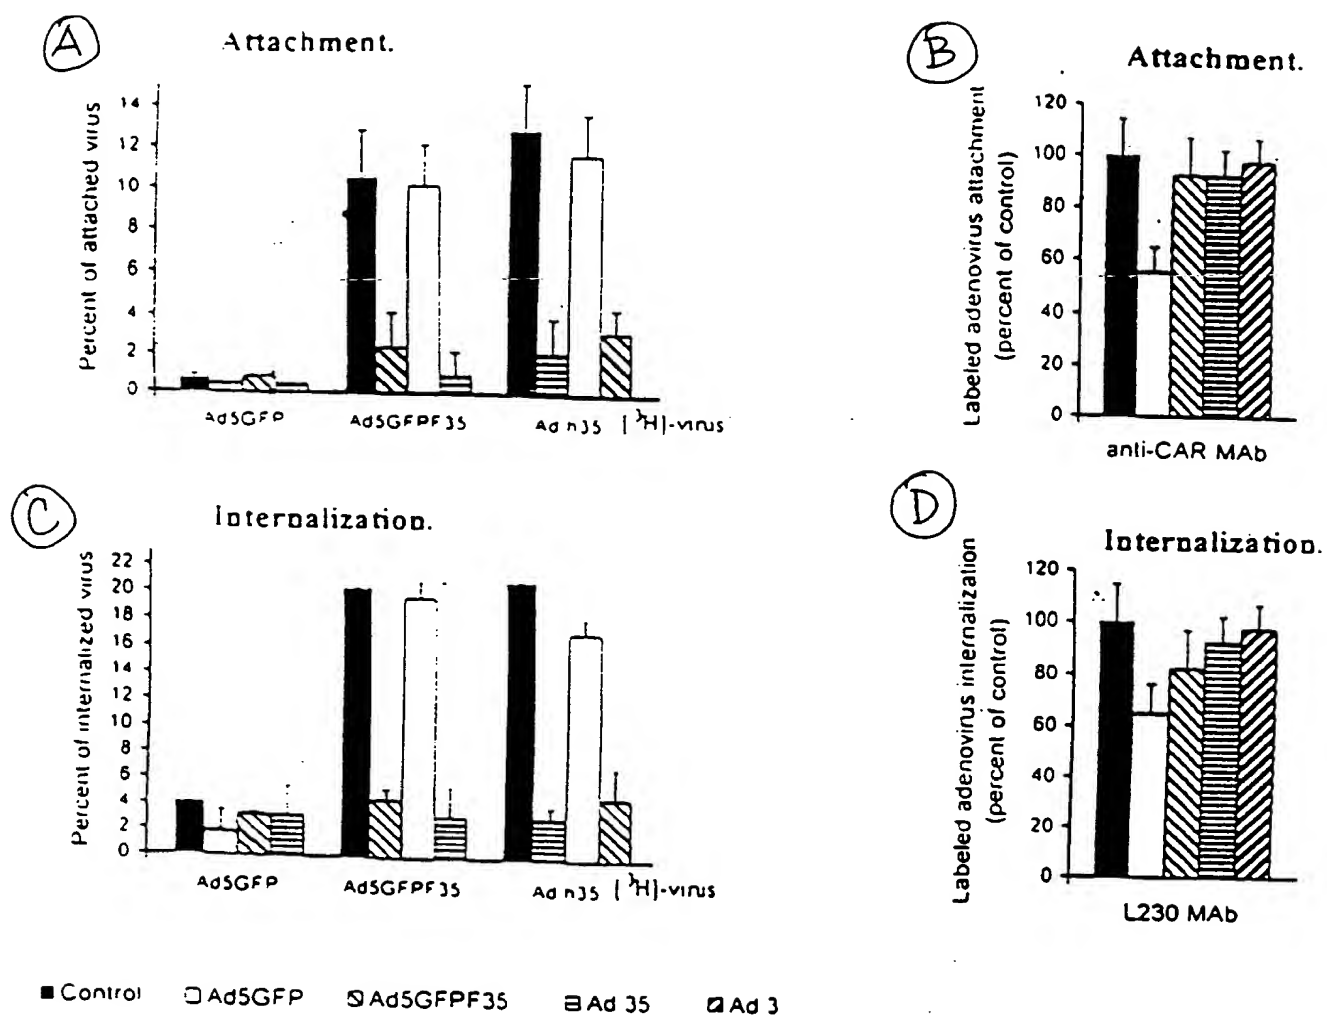 A
Attachment.
Percent of attached virus
14
12
10
8
6
4
2
0
Ad5GFP
Ad5GFPF35
Ad h35 [³H]-virus
B
Attachment.
Labeled adenovirus attachment
(percent of control)
120
100
80
60
40
20
0
anti-CAR MAb
C
Internalization.
Percent of internalized virus
22
20
18
16
14
12
10
8
6
4
2
0
Ad5GFP
Ad5GFPF35
Ad h35 [³H]-virus
D
Internalization.
Labeled adenovirus internalization
(percent of control)
120
100
80
60
40
20
0
L230 MAb
Control
Ad5GFP
Ad5GFPF35
Ad 35
Ad 3